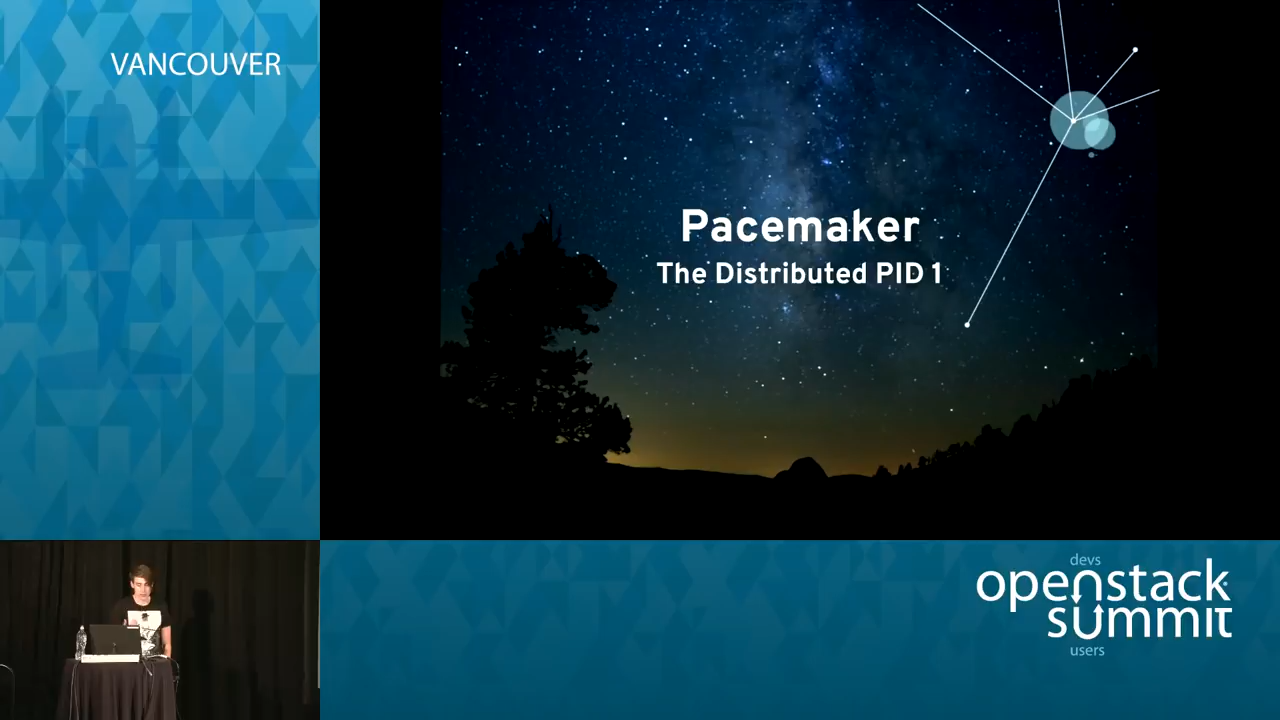 VANCOUVER
Pacemaker
The Distributed PID 1
devs
openstack
summit
users